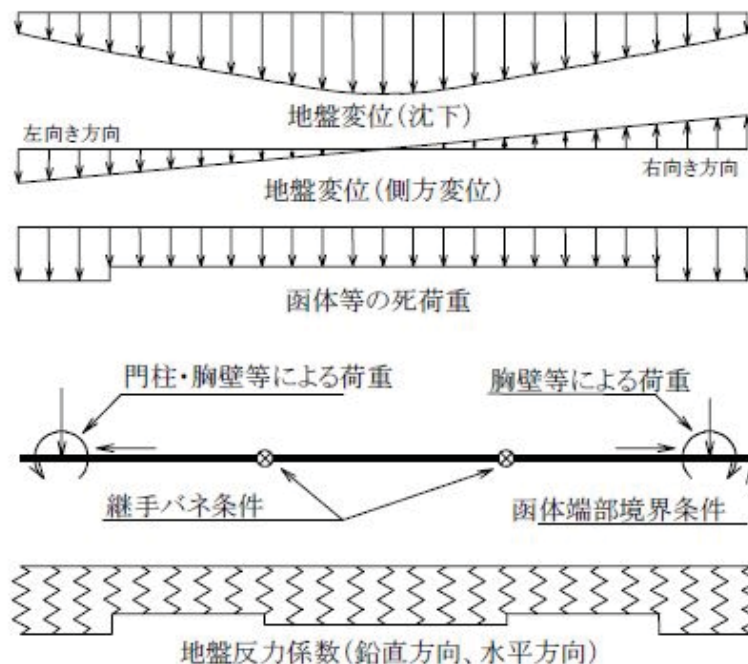 地盤変位(沈下)
左向き方向
右向き方向
地盤変位(側方変位)
函体等の死荷重
門柱・胸壁等による荷重
胸壁等による荷重
継手バネ条件
函体端部境界条件
地盤反力係数(鉛直方向、水平方向)